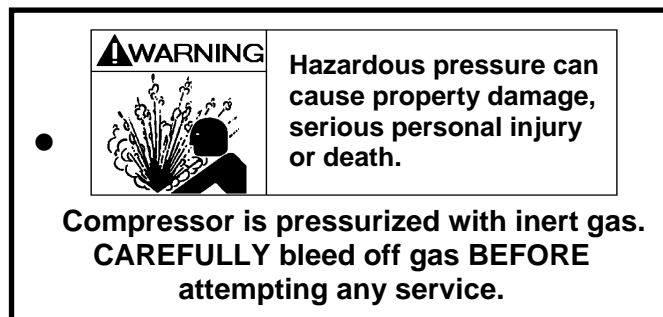 WARNING
Hazardous pressure can
cause property damage,
serious personal injury
or death.
Compressor is pressurized with inert gas.
CAREFULLY bleed off gas BEFORE
attempting any service.